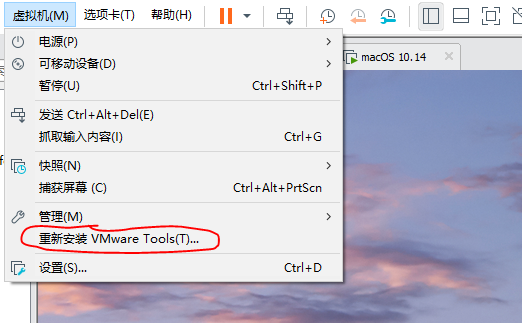 虚拟机(M) 选项卡(T) 帮助(H)
macOS 10.14
电源(P)
可移动设备(D)
暂停(U) Ctrl+Shift+P
发送 Ctrl+Alt+Del(E)
抓取输入内容(I) Ctrl+G
快照(N)
捕获屏幕 (C) Ctrl+Alt+PrtScn
管理(M)
重新安装 VMware Tools(T)...
设置(S)... Ctrl+D